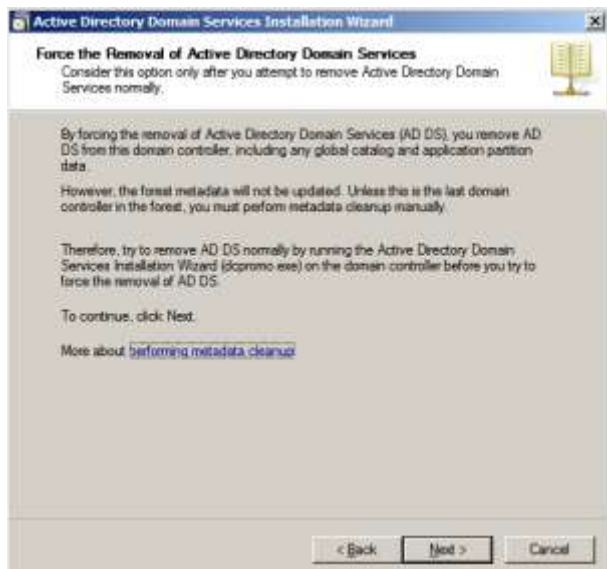 Active Directory Domain Services Installation Wizard
Force the Removal of Active Directory Domain Services
Consider this option only after you attempt to remove Active Directory Domain
Services normally.
By forcing the removal of Active Directory Domain Services (AD DS), you remove AD
DS from this domain controller, including any global catalog and application partition
data.
However, the forest metadata will not be updated. Unless this is the last domain
controller in the forest, you must perform metadata cleanup manually.
Therefore, try to remove AD DS normally by running the Active Directory Domain
Services Installation Wizard (dcpromo.exe) on the domain controller before you try to
force the removal of AD DS.
To continue, click Next.
More about performing metadata cleanup
< Back Next > Cancel